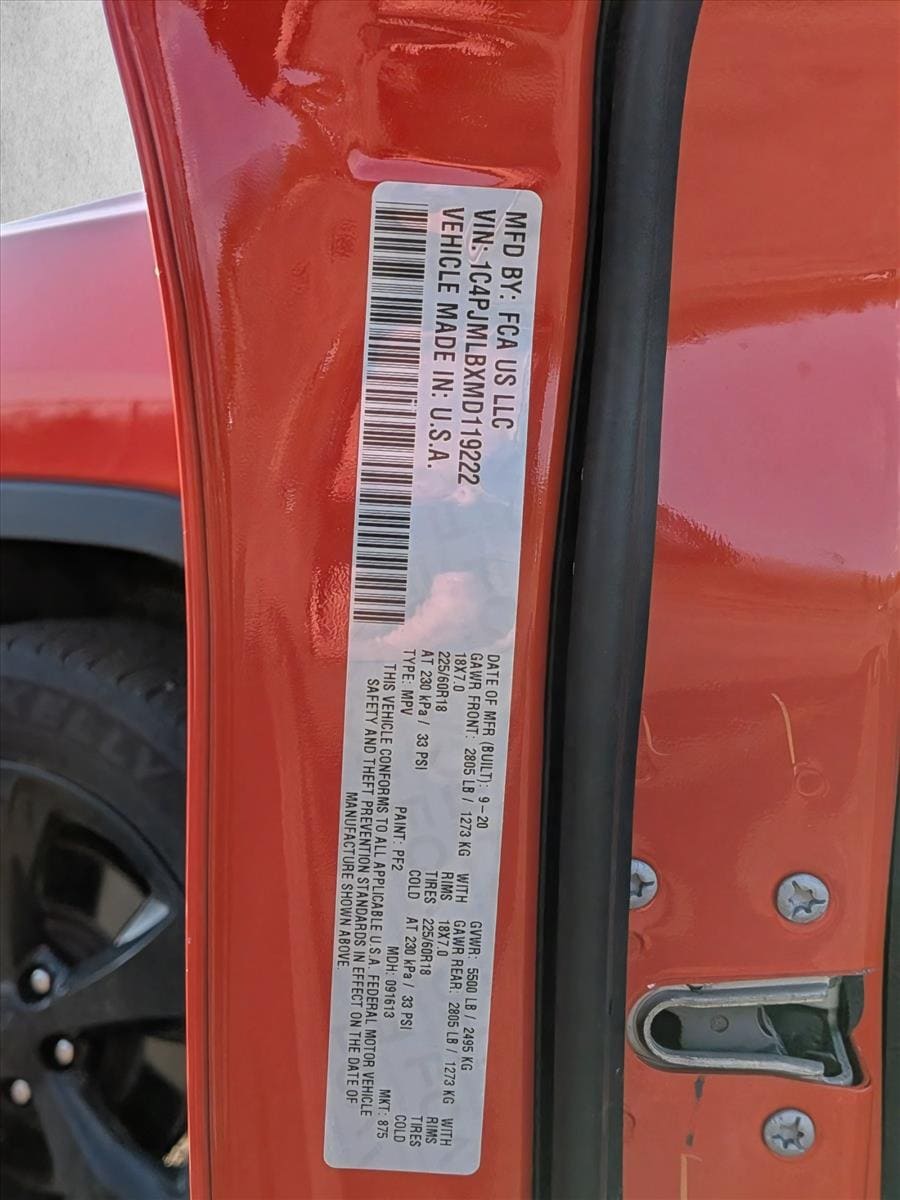 MFD BY: FCA US LLC
VIN: 1C4PJMLBXMD119222
VEHICLE MADE IN: U.S.A.
DATE OF MFR (BUILT): 9-20 GVWR: 5500 LB / 2495 KG
GAWR FRONT: 2805 LB / 1273 KG WITH GAWR REAR: 2805 LB / 1273 KG WITH
18X7.0 RIMS 18X7.0 RIMS
225/60R18 TIRES 225/60R18 TIRES
AT 230 kPa / 33 PSI COLD AT 230 kPa / 33 PSI COLD
TYPE: MPV PAINT: PF2 MDH: 091613 MKT: 875
THIS VEHICLE CONFORMS TO ALL APPLICABLE U.S.A. FEDERAL MOTOR VEHICLE
SAFETY AND THEFT PREVENTION STANDARDS IN EFFECT ON THE DATE OF
MANUFACTURE SHOWN ABOVE.